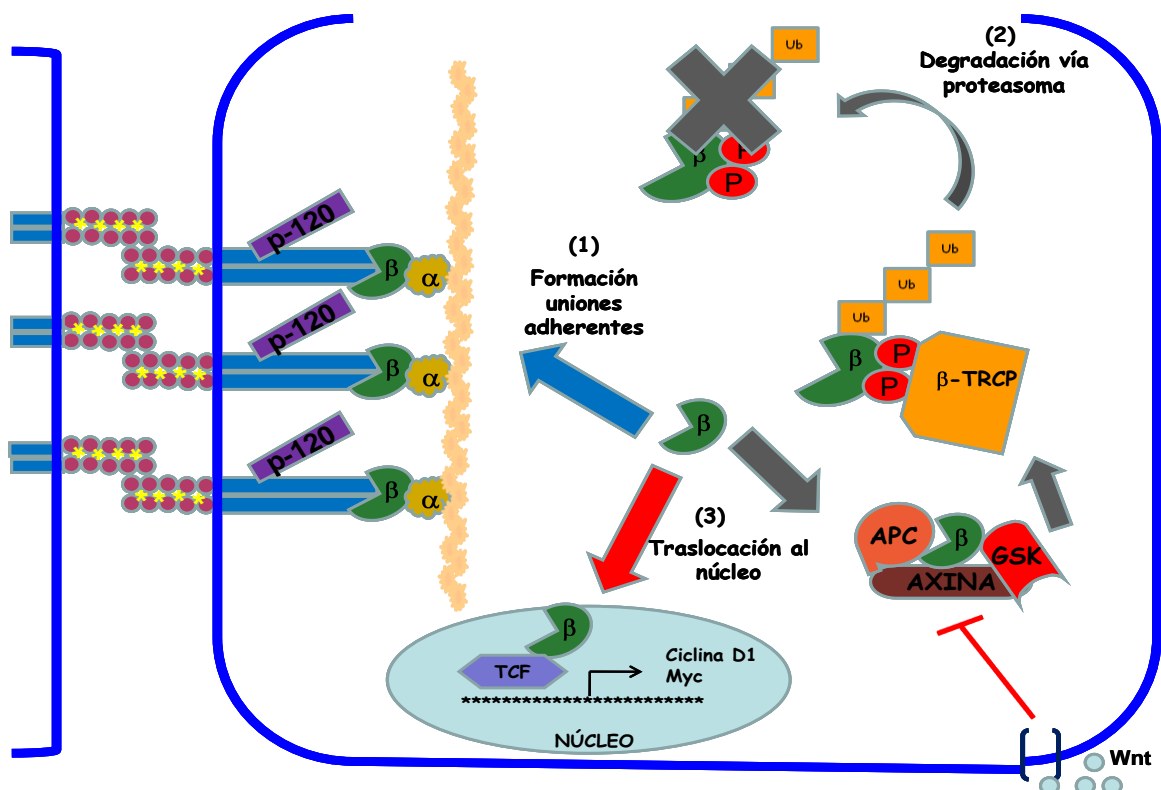 Ub
(2)
Degradación vía
proteasoma
β
P
P
p-120
β
α
(1)
Formación
uniones
adherentes
Ub
Ub
Ub
p-120
β
α
β
P
P
β-TRCP
β
p-120
β
α
(3)
Traslocación al
núcleo
APC
β
GSK
AXINA
β
TCF
Ciclina D1
Myc
*********************
NÚCLEO
Wnt